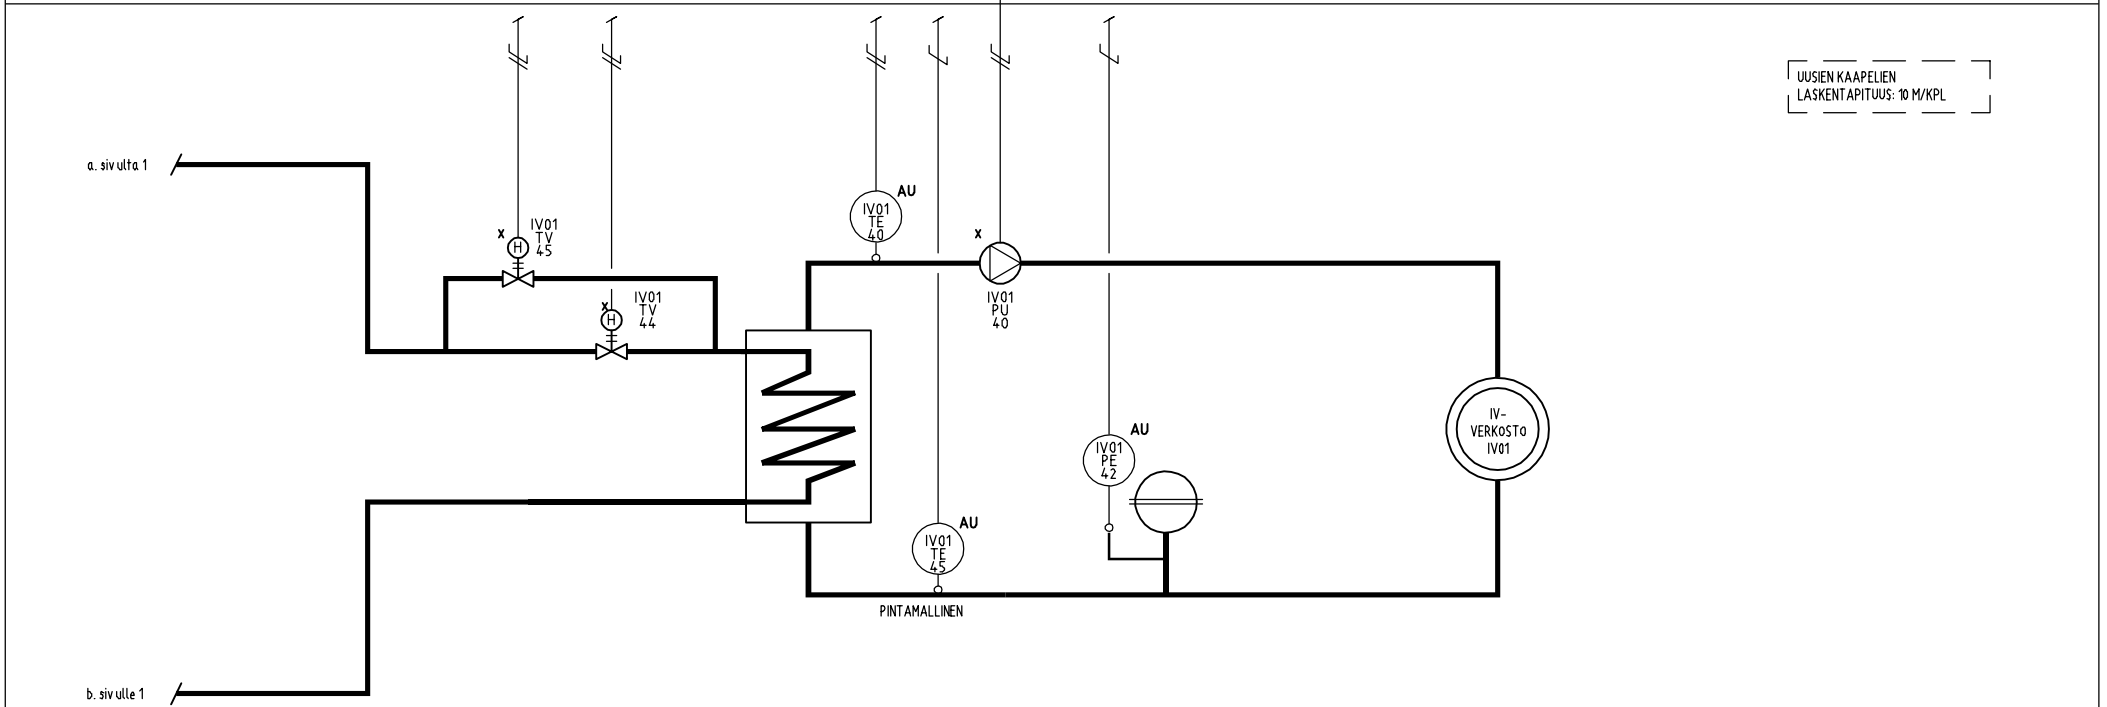 UUSIEN KAAPELIEN
LASKENTAPITUUS: 10 M/KPL
a. sivulta 1
AU
IV01
TE
40
x
H
IV01
TV
45
x
IV01
PU
40
x
H
IV01
TV
44
IV-
VERKOSTO
IV01
AU
IV01
PE
42
AU
IV01
TE
45
PINTAMALLINEN
b. sivulle 1